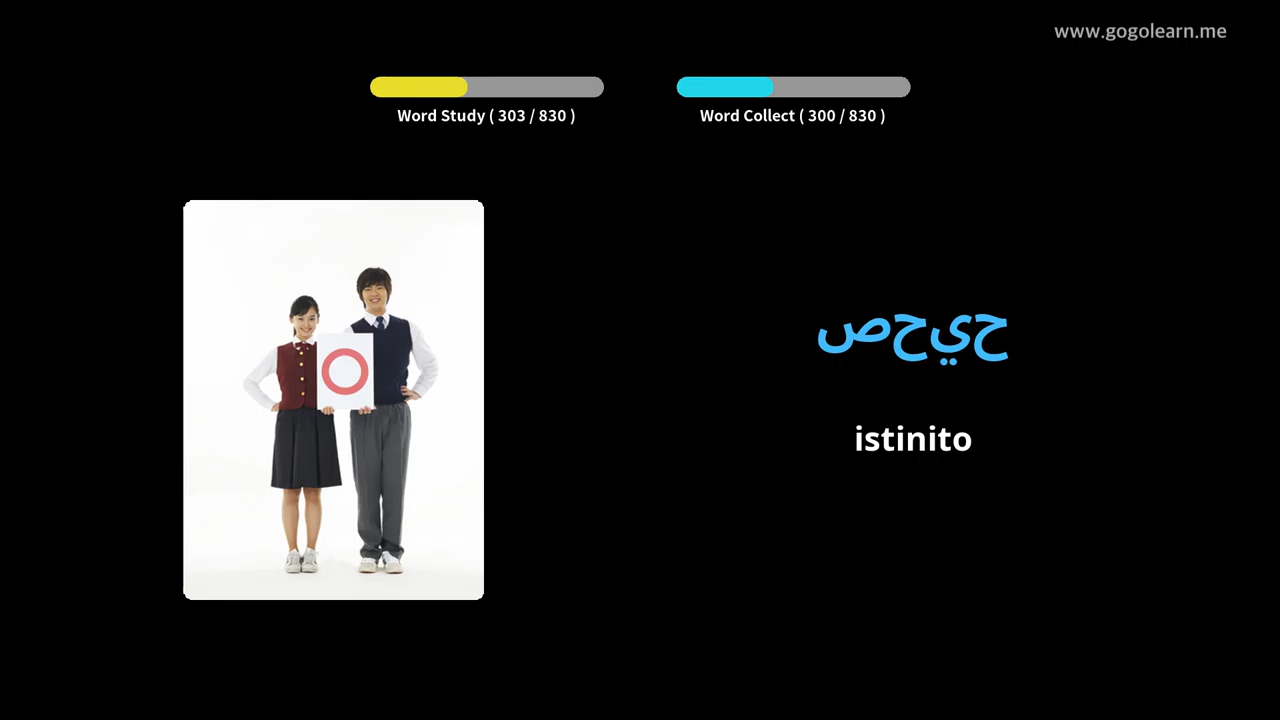 www.gogolearn.me
Word Study ( 303 / 830 )
Word Collect ( 300 / 830 )
صحيح
istinito